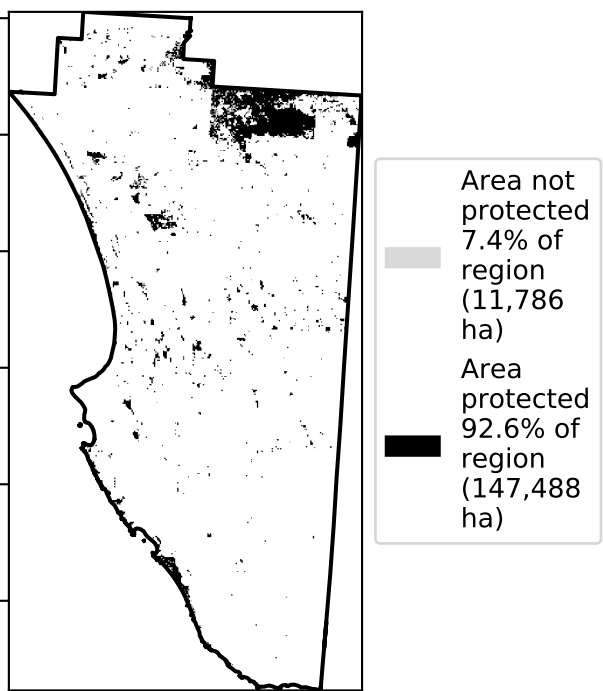 Area not
protected
7.4% of
region
(11,786
ha)
Area
protected
92.6% of
region
(147,488
ha)